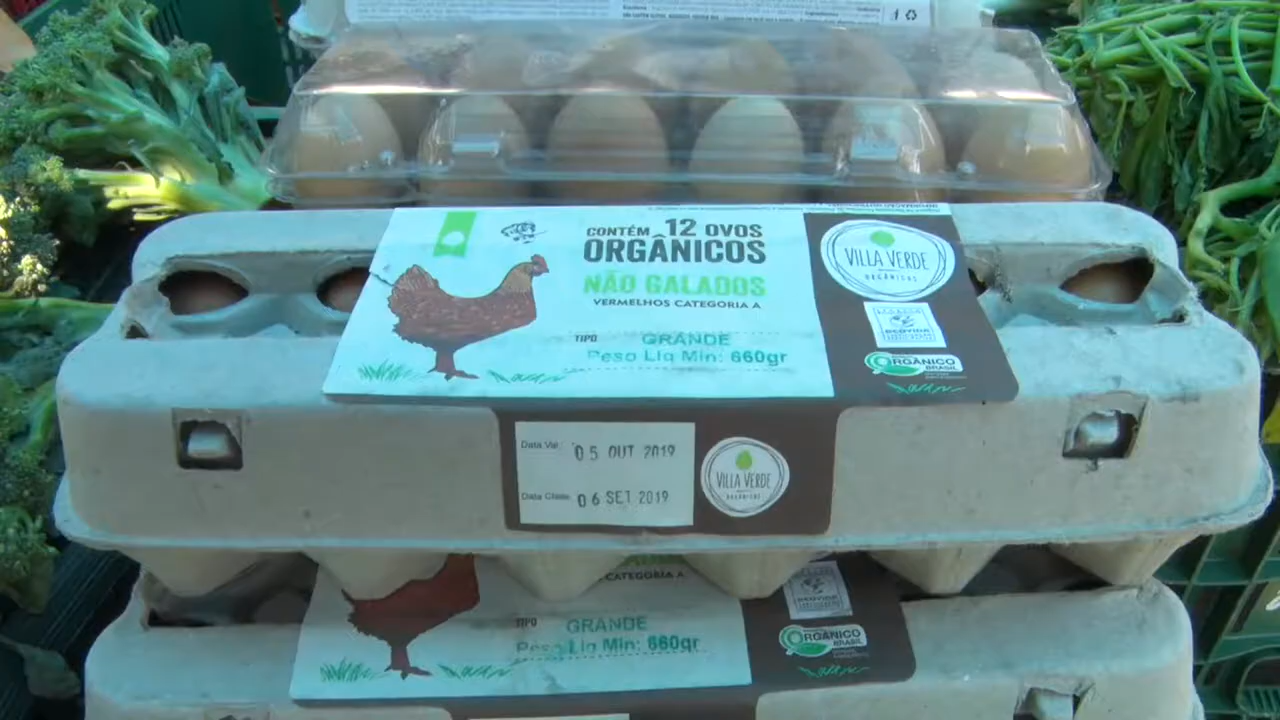 CONTÉM 12 OVOS
ORGÂNICOS
NÃO GALADOS
VERMELHOS CATEGORIA A
TIPO GRANDE
Peso Liq Min: 660gr
VILLA VERDE
ORGÂNICOS
ECOVIDA
ORGÂNICO
BRASIL
Data Val.: 05 OUT 2019
Data Class: 06 SET 2019
VILLA VERDE
ORGÂNICOS
CATEGORIA A
TIPO GRANDE
Peso Liq Min: 660gr
ECOVIDA
ORGÂNICO
BRASIL